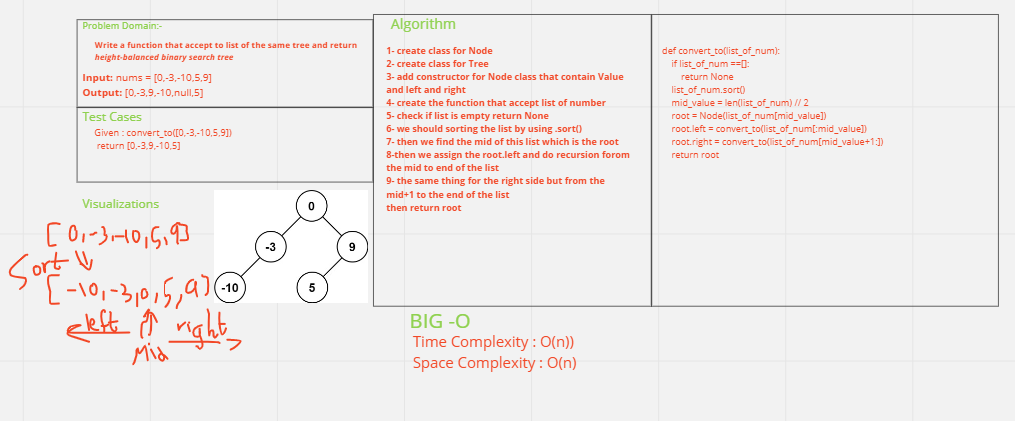 Problem Domain:-
Write a function that accept to list of the same tree and return
height-balanced binary search tree
Input: nums = [0,-3,-10,5,9]
Output: [0,-3,9,-10,null,5]
Test Cases
Given : convert_to([0,-3,-10,5,9])
return [0,-3,9,-10,5]
Visualizations
[ 0,-3,-10,5,9]
Sort
[ -10,-3,0,5,9]
left
right
Mid
0
-3
9
-10
5
Algorithm
1- create class for Node
2- create class for Tree
3- add constructor for Node class that contain Value
and left and right
4- create the function that accept list of number
5- check if list is empty return None
6- we should sorting the list by using .sort()
7- then we find the mid of this list which is the root
8-then we assign the root.left and do recursion forom
the mid to end of the list
9- the same thing for the right side but from the
mid+1 to the end of the list
then return root
def convert_to(list_of_num):
if list_of_num ==[]:
return None
list_of_num.sort()
mid_value = len(list_of_num) // 2
root = Node(list_of_num[mid_value])
root.left = convert_to(list_of_num[:mid_value])
root.right = convert_to(list_of_num[mid_value+1:])
return root
BIG -O
Time Complexity : O(n))
Space Complexity : O(n)